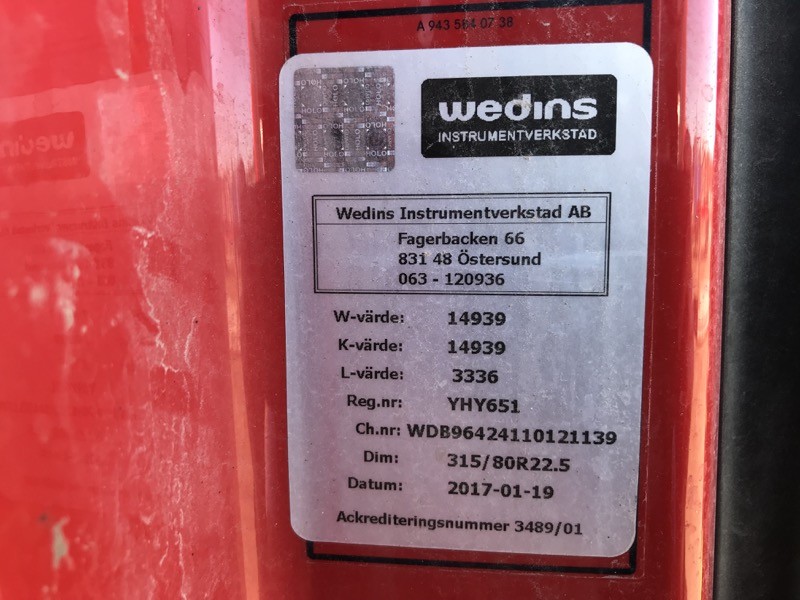 A 943 584 07 38
wedins
INSTRUMENTVERKSTAD
Wedins Instrumentverkstad AB
Fagerbacken 66
831 48 Östersund
063 - 120936
W-värde: 14939
K-värde: 14939
L-värde: 3336
Reg.nr: YHY651
Ch.nr: WDB96424110121139
Dim: 315/80R22.5
Datum: 2017-01-19
Ackrediteringsnummer 3489/01